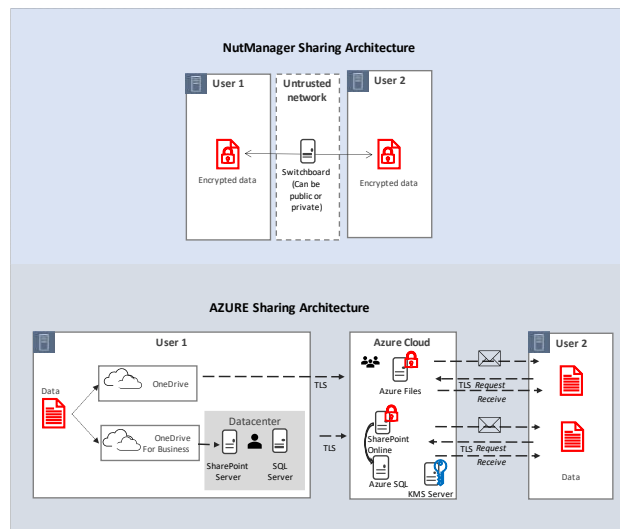 NutManager Sharing Architecture
User 1
Untrusted
network
User 2
Encrypted data
Switboard
(Can be
public or
private)
Encrypted data
AZURE Sharing Architecture
User 1
Azure Cloud
User 2
Data
OneDrive
TLS
Azure Files
TLS Request
Receive
OneDrive
For Business
Datacenter
SharePoint
Server
SQL
Server
TLS
SharePoint
Online
Azure SQL
KMS Server
TLS Request
Receive
Data